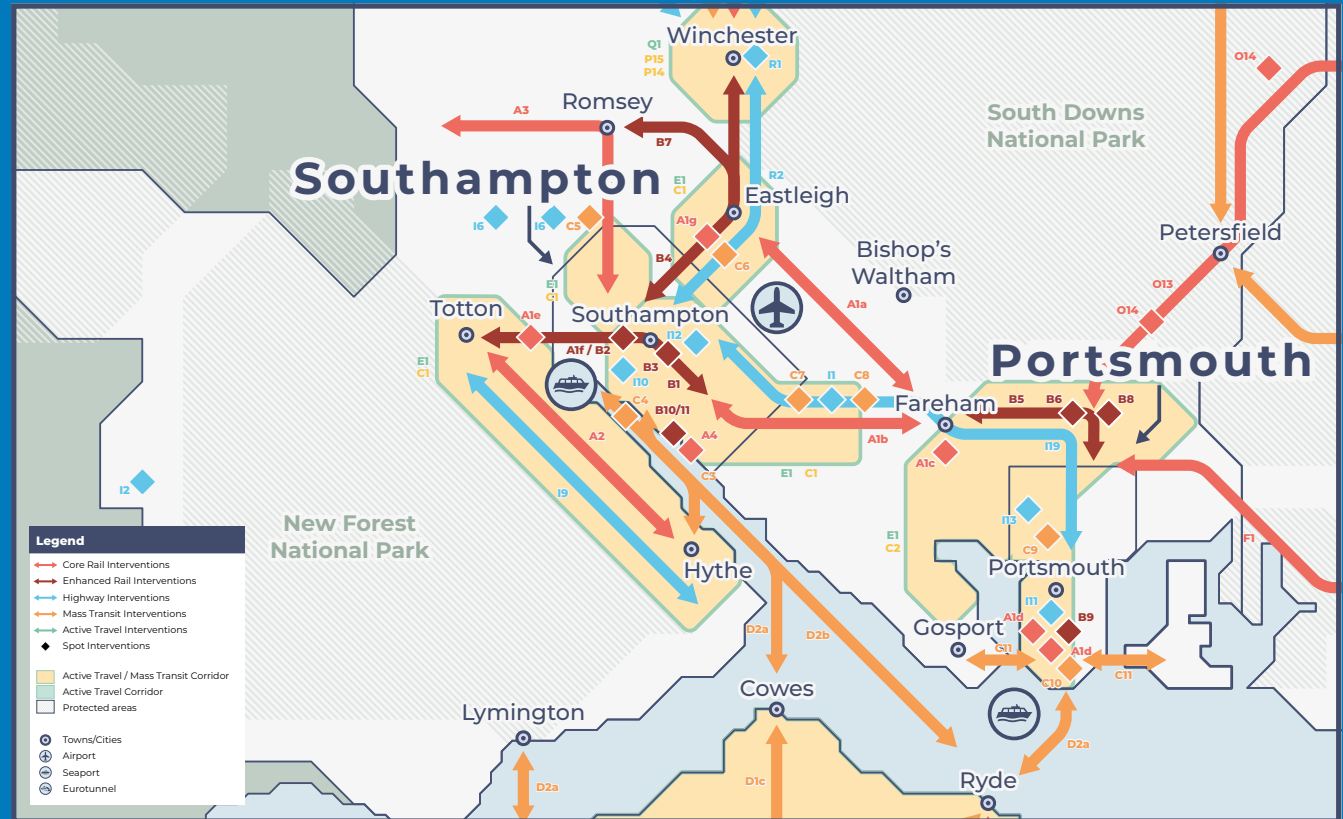 Winchester
Q1
P15
P14
R1
O14
A3
Romsey
B7
South Downs
National Park
Southampton
E1
C1
R2
Eastleigh
I6
I6
C5
A1g
B4
C6
Petersfield
Bishop's
Waltham
E1
C1
A1a
O13
Totton
A1e
Southampton
I12
O14
A1f / B2
B3
Portsmouth
E1
C1
I10
B1
C7
I1
C8
Fareham
B5
B6
B8
C4
B10/11
A2
A4
A1b
I19
A1c
C3
E1
C1
I2
I9
New Forest
National Park
I13
E1
C2
C9
F1
Legend
Core Rail Interventions
Enhanced Rail Interventions
Highway Interventions
Mass Transit Interventions
Active Travel Interventions
Spot Interventions
Active Travel / Mass Transit Corridor
Active Travel Corridor
Protected areas
Towns/Cities
Airport
Seaport
Eurotunnel
Hythe
Portsmouth
I11
A1d
B9
Gosport
D2a
D2b
C11
A1d
C11
C10
Cowes
Lymington
D2a
Ryde
D2a
D1c